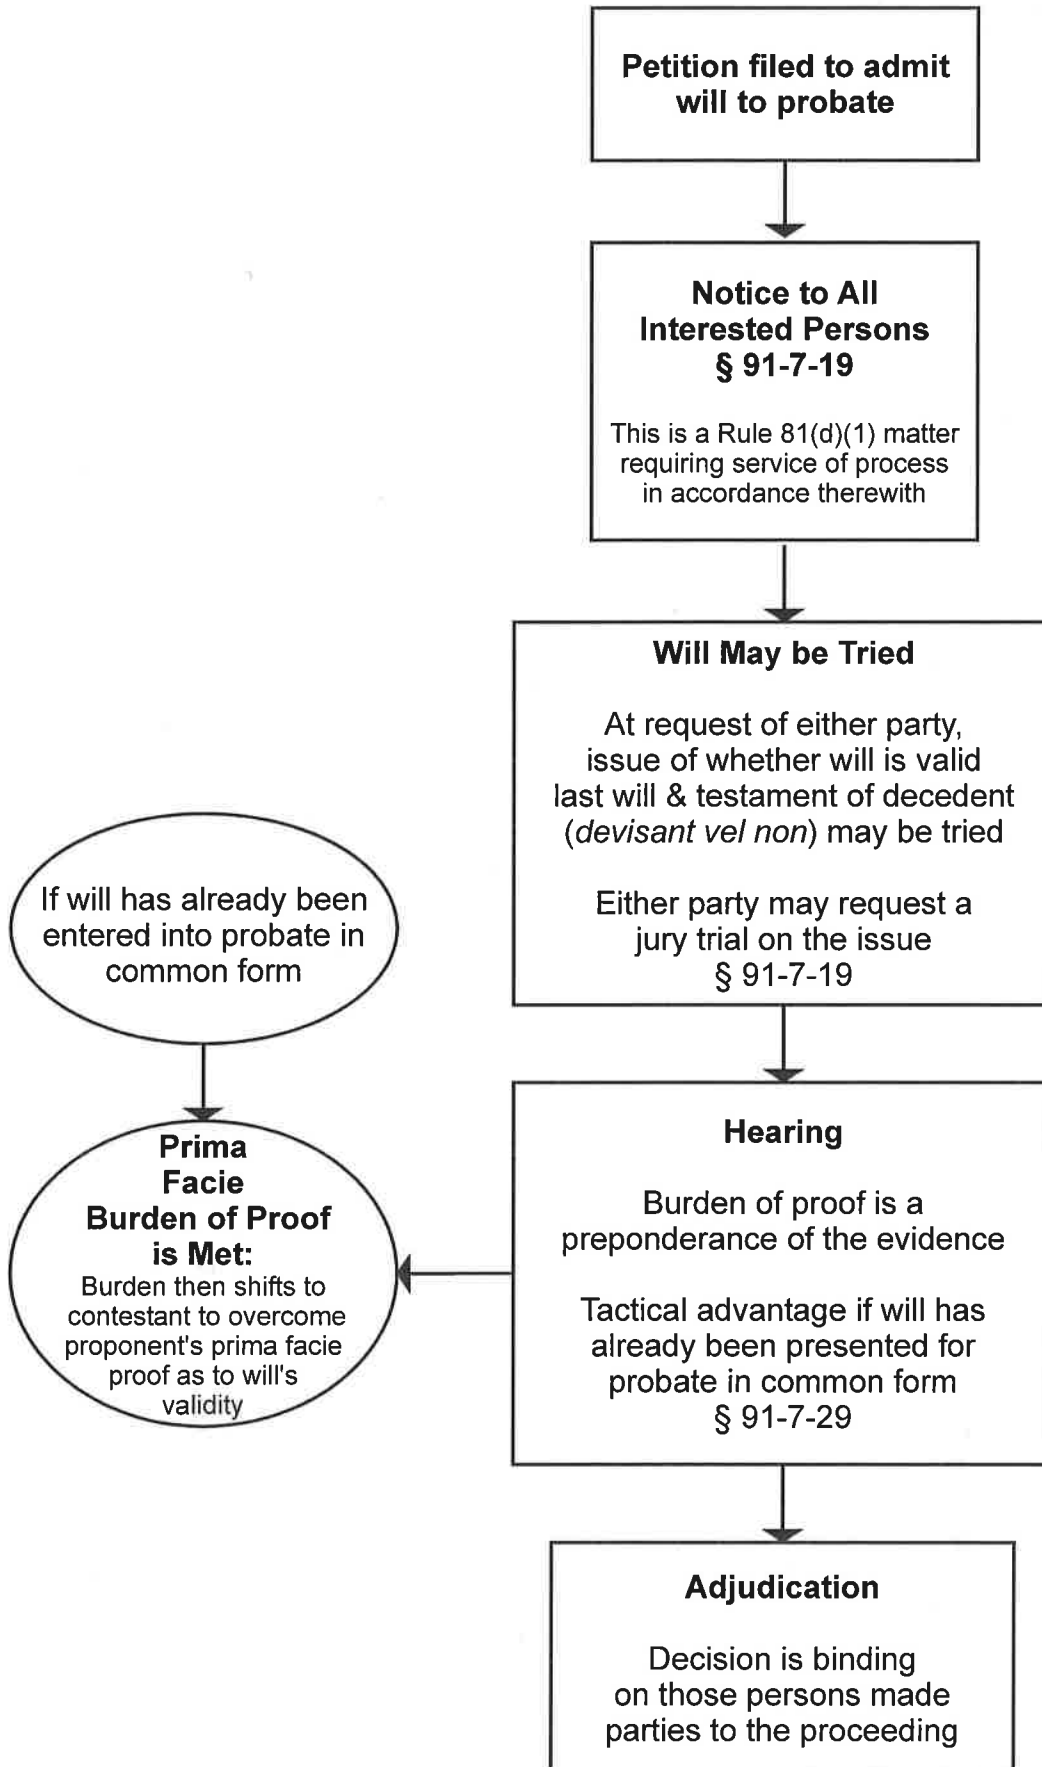 Petition filed to admit
will to probate
Notice to All
Interested Persons
§ 91-7-19
This is a Rule 81(d)(1) matter
requiring service of process
in accordance therewith
Will May be Tried
At request of either party,
issue of whether will is valid
last will & testament of decedent
(devisant vel non) may be tried
Either party may request a
jury trial on the issue
§ 91-7-19
If will has already been
entered into probate in
common form
Prima
Facie
Burden of Proof
is Met:
Burden then shifts to
contestant to overcome
proponent's prima facie
proof as to will's
validity
Hearing
Burden of proof is a
preponderance of the evidence
Tactical advantage if will has
already been presented for
probate in common form
§ 91-7-29
Adjudication
Decision is binding
on those persons made
parties to the proceeding